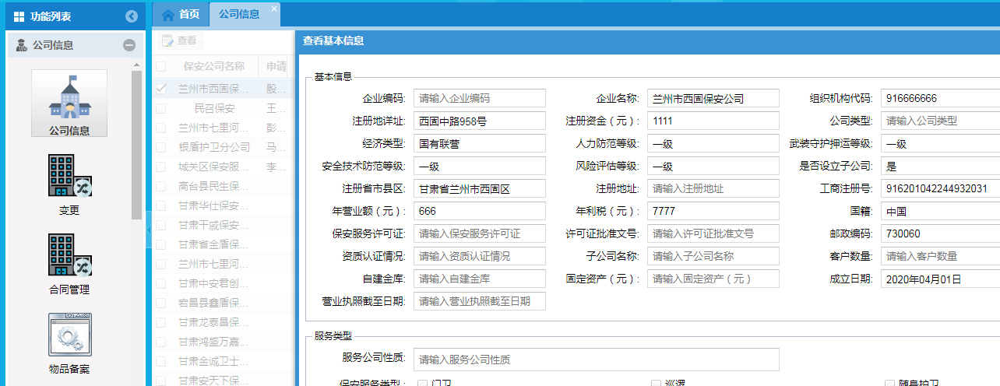 功能列表
公司信息
公司信息
变更
合同管理
物品备案
首页 公司信息
查看
保安公司名称 申请
兰州市西固保... 殷...
民召保安 王...
兰州市七里河... 彭...
银盾护卫分公司 马...
城关区保安服... 李...
高台县民生保...
甘肃华仕保安...
甘肃干戚保安...
甘肃省金盾保...
兰州市七里河...
甘肃中安君创...
宕昌县鑫盾保...
甘肃龙泰昌保...
甘肃鸿盛万嘉...
甘肃金诚卫士...
甘肃安天下保...
查看基本信息
基本信息
企业编码: 请输入企业编码 企业名称: 兰州市西固保安公司 组织机构代码: 916666666
注册地详址: 西固中路958号 注册资金（元）: 1111 公司类型: 请输入公司类型
经济类型: 国有联营 人力防范等级: 一级 武装守护押运等级: 一级
安全技术防范等级: 一级 风险评估等级: 一级 是否设立子公司: 是
注册省市县区: 甘肃省兰州市西固区 注册地址: 请输入注册地址 工商注册号: 916201042244932031
年营业额（元）: 666 年利税（元）: 7777 国籍: 中国
保安服务许可证: 请输入保安服务许可证 许可证批准文号: 请输入许可证批准文号 邮政编码: 730060
资质认证情况: 请输入资质认证情况 子公司名称: 请输入子公司名称 客户数量: 请输入客户数量
自建金库: 请输入自建金库 固定资产（元）: 请输入固定资产（元） 成立日期: 2020年04月01日
营业执照截至日期: 请输入营业执照截至日期
服务类型
服务公司性质: 请输入服务公司性质
保安服务类型: 门卫 巡逻 随身护卫